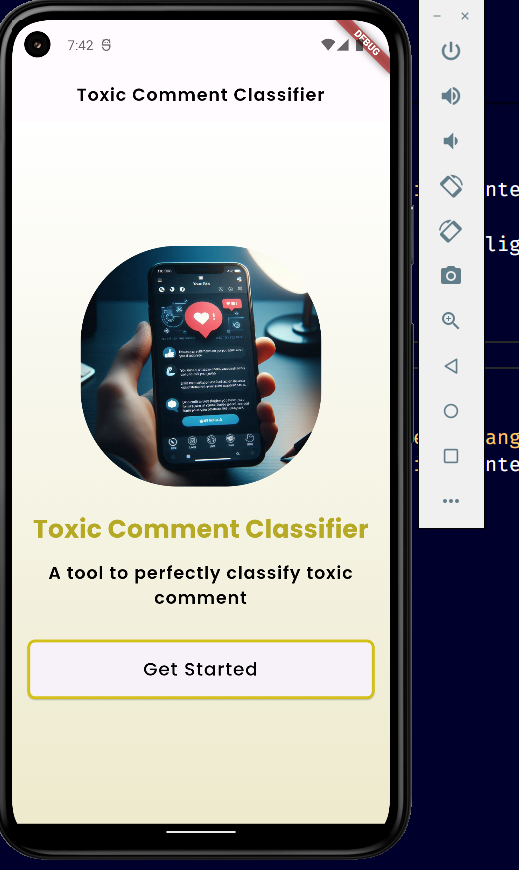 7:42
DEBUG
Toxic Comment Classifier
Toxic Comment Classifier
A tool to perfectly classify toxic
comment
Get Started
nte
lig
ang
nte